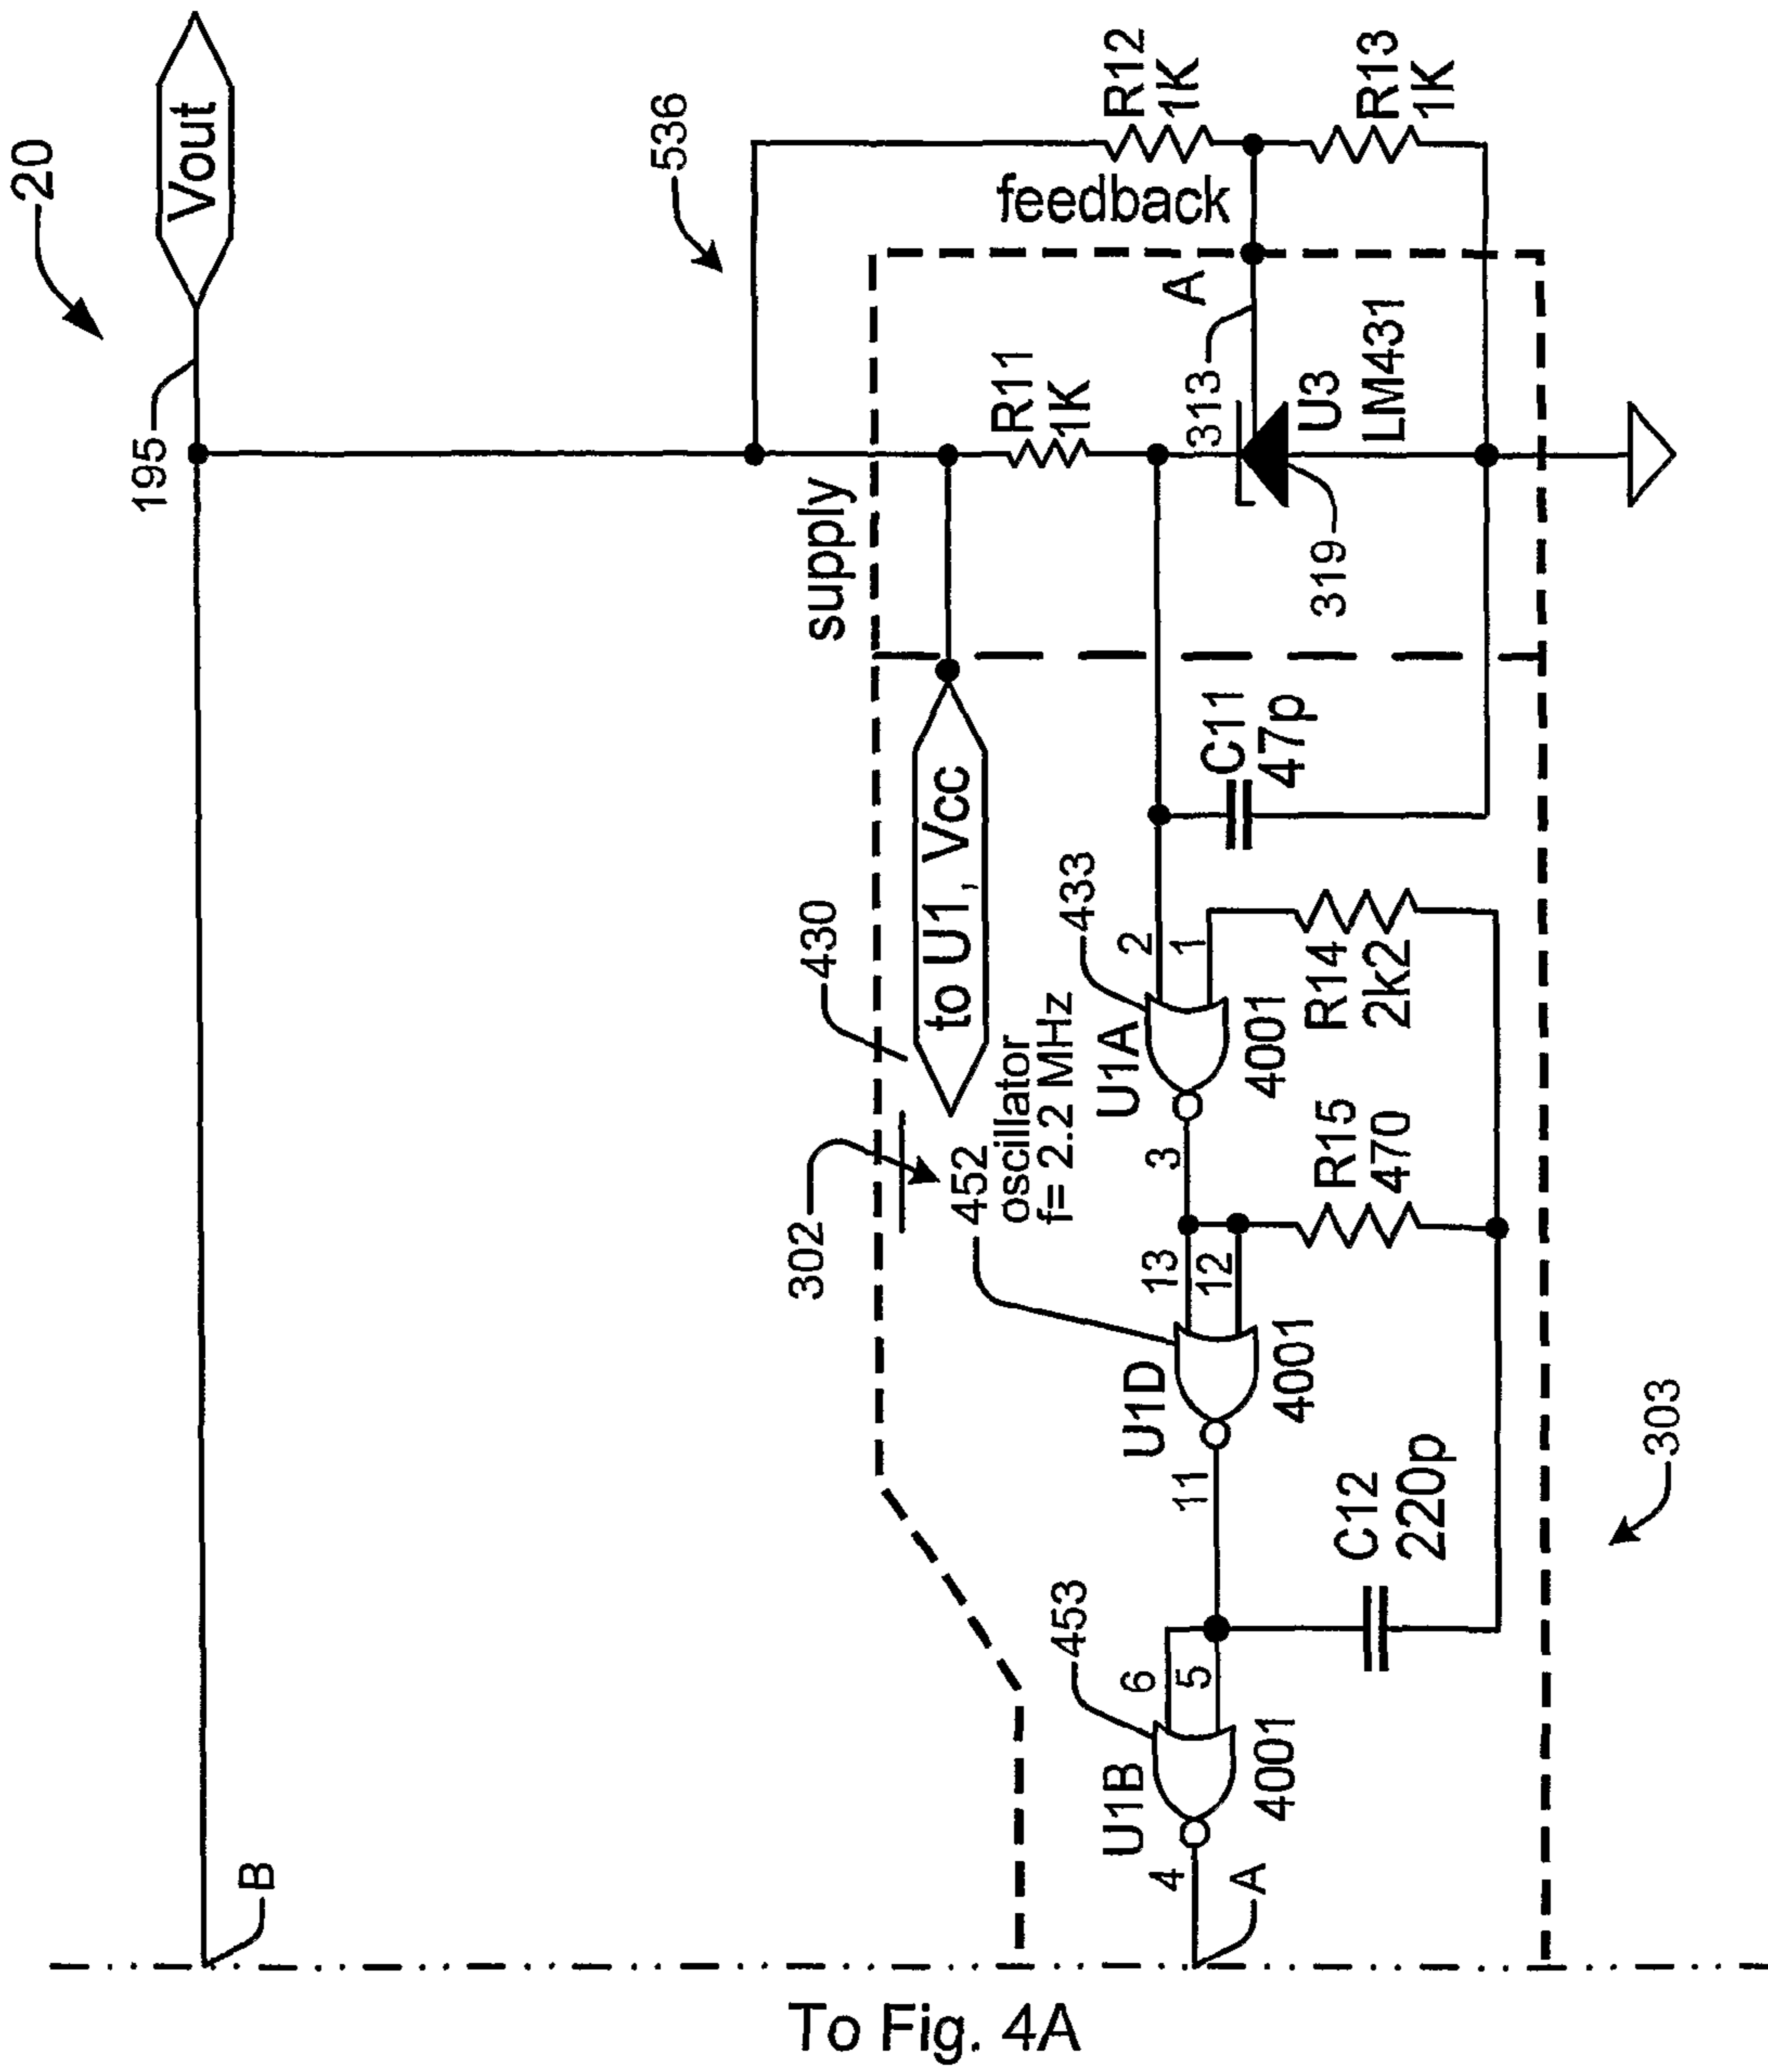 20
Vout
195
536
R12
1K
R13
1K
feedback
supply
A
R11
1K
313
U3
LM431
319
to U1, Vcc
C11
47p
430
433
2
1
U1A
4001
R14
2k2
302
452
oscillator
f= 2.2 MHz
3
R15
470
13
12
U1D
4001
11
C12
220p
303
453
6
5
U1B
4001
4
A
B
To Fig. 4A